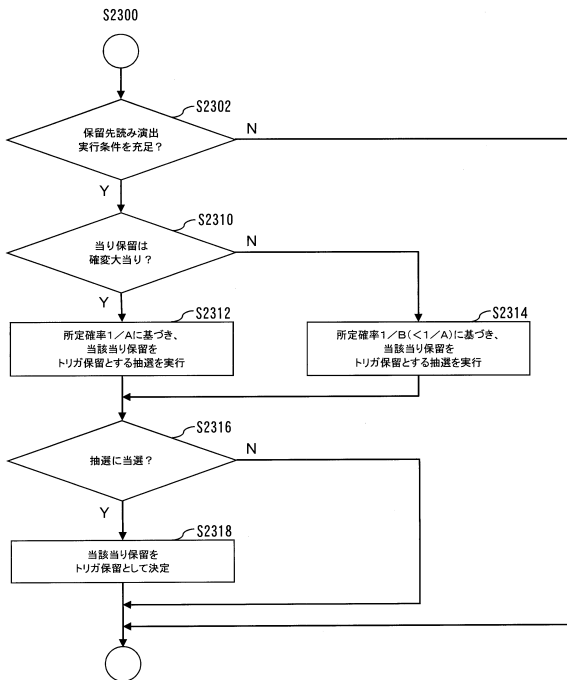 S2300
S2302
保留先読み演出
実行条件を充足？
N
Y
S2310
当り保留は
確変大当り？
N
Y
S2312
所定確率1／Aに基づき、
当該当り保留を
トリガ保留とする抽選を実行
S2314
所定確率1／B(＜1／A)に基づき、
当該当り保留を
トリガ保留とする抽選を実行
S2316
抽選に当選？
N
Y
S2318
当該当り保留を
トリガ保留として決定